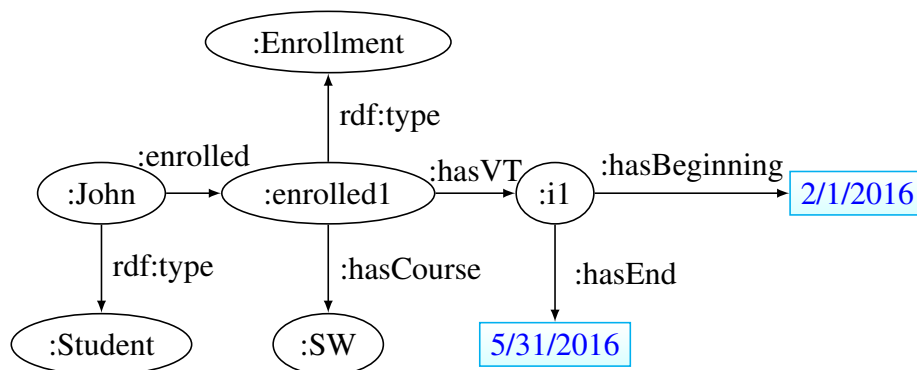 :Enrollment
rdf:type
:enrolled
:hasVT
:hasBeginning
:John
:enrolled1
:i1
2/1/2016
rdf:type
:hasCourse
:hasEnd
:Student
:SW
5/31/2016